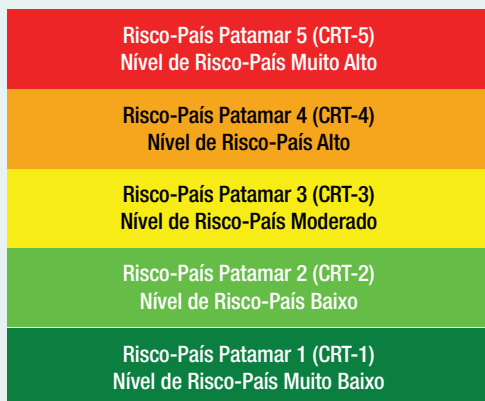 Risco-País Patamar 5 (CRT-5)
Nível de Risco-País Muito Alto
Risco-País Patamar 4 (CRT-4)
Nível de Risco-País Alto
Risco-País Patamar 3 (CRT-3)
Nível de Risco-País Moderado
Risco-País Patamar 2 (CRT-2)
Nível de Risco-País Baixo
Risco-País Patamar 1 (CRT-1)
Nível de Risco-País Muito Baixo